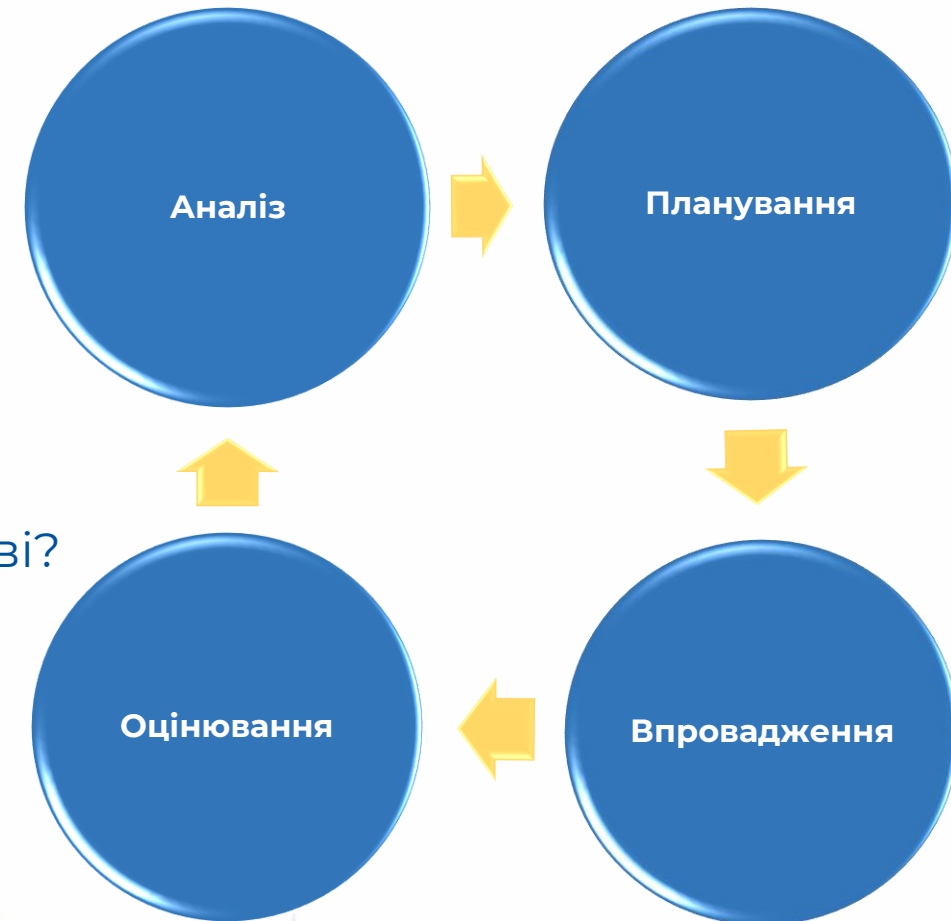 Аналіз
Планування
ві?
Оцінювання
Впровадження